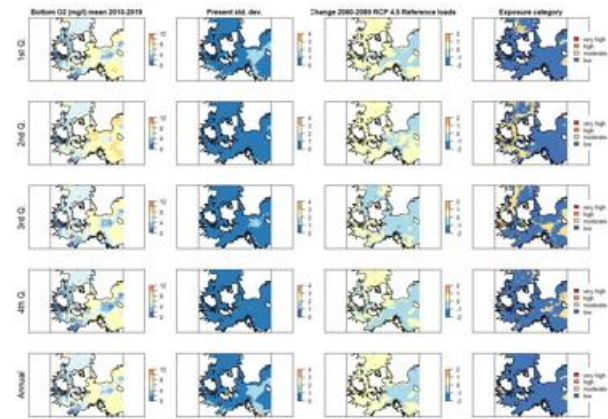 Bottom O2 (mg/l) mean 2010-2019 Present std. dev. Change 2080-2089 RCP 4.5 Reference loads Exposure category
1st Q.
very high
high
moderate
low
2nd Q.
very high
high
moderate
low
3rd Q.
very high
high
moderate
low
4th Q.
very high
high
moderate
low
Annual
very high
high
moderate
low